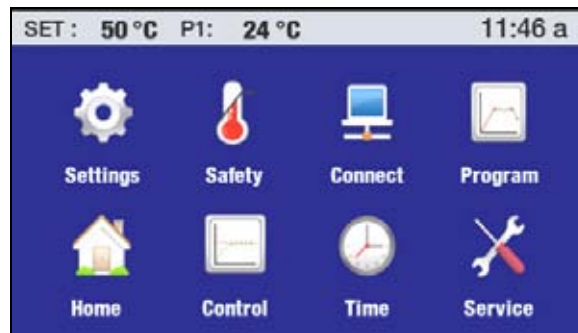 SET : 50 °C P1: 24 °C 11:46 a
Settings Safety Connect Program
Home Control Time Service